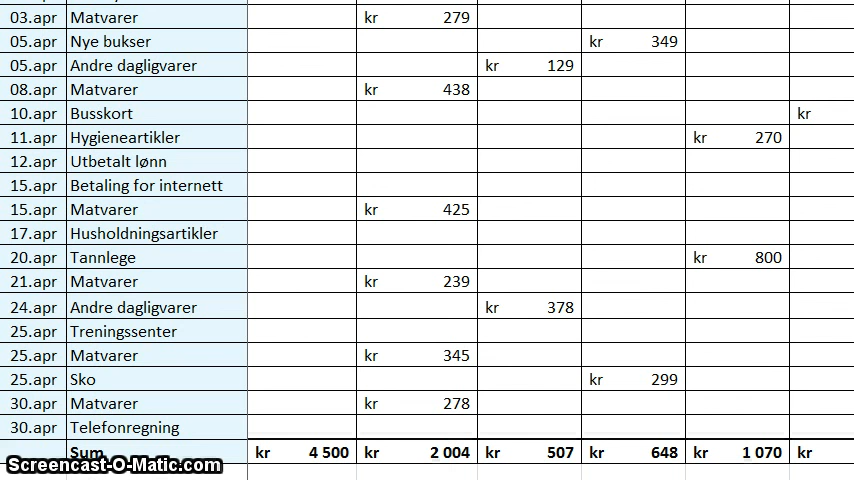 03.apr Matvarer kr 279
05.apr Nye bukser kr 349
05.apr Andre dagligvarer kr 129
08.apr Matvarer kr 438
10.apr Busskort kr
11.apr Hygieneartikler kr 270
12.apr Utbetalt lønn
15.apr Betaling for internett
15.apr Matvarer kr 425
17.apr Husholdningsartikler
20.apr Tannlege kr 800
21.apr Matvarer kr 239
24.apr Andre dagligvarer kr 378
25.apr Treningssenter
25.apr Matvarer kr 345
25.apr Sko kr 299
30.apr Matvarer kr 278
30.apr Telefonregning
Sum kr 4 500 kr 2 004 kr 507 kr 648 kr 1 070 kr
Screencast-O-Matic.com